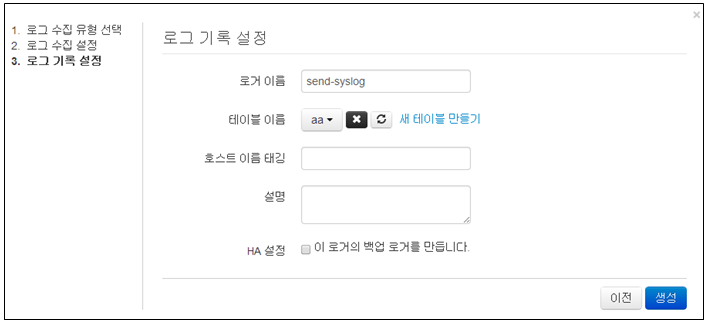 1. 로그 수집 유형 선택
2. 로그 수집 설정
3. 로그 기록 설정
로그 기록 설정
로거 이름 send-syslog
테이블 이름 aa 새 테이블 만들기
호스트 이름 태깅
설명
HA 설정 이 로거의 백업 로거를 만듭니다.
이전 생성